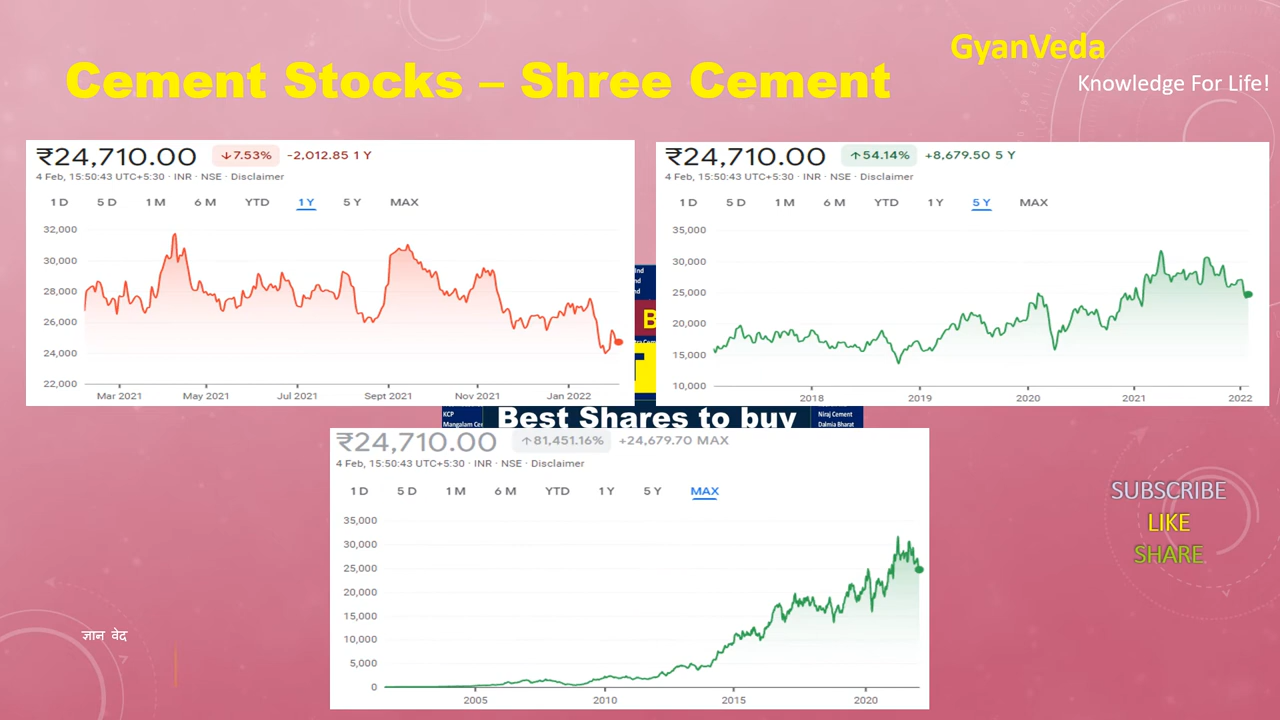 GyanVeda
Cement Stocks – Shree Cement
Knowledge For Life!
₹24,710.00 ↓7.53% -2,012.85 1 Y
4 Feb, 15:50:43 UTC+5:30 · INR · NSE · Disclaimer
1 D 5 D 1 M 6 M YTD 1 Y 5 Y MAX
32,000
30,000
28,000
26,000
24,000
22,000
Mar 2021 May 2021 Jul 2021 Sept 2021 Nov 2021 Jan 2022
₹24,710.00 ↑54.14% +8,679.50 5 Y
4 Feb, 15:50:43 UTC+5:30 · INR · NSE · Disclaimer
1 D 5 D 1 M 6 M YTD 1 Y 5 Y MAX
35,000
30,000
25,000
20,000
15,000
10,000
2018 2019 2020 2021 2022
B
KCP
Mangalam Cem
Best Shares to buy
Niraj Cement
Dalmia Bharat
₹24,710.00 ↑81,451.16% +24,679.70 MAX
4 Feb, 15:50:43 UTC+5:30 · INR · NSE · Disclaimer
1 D 5 D 1 M 6 M YTD 1 Y 5 Y MAX
35,000
30,000
25,000
20,000
15,000
10,000
5,000
0
2005 2010 2015 2020
SUBSCRIBE
LIKE
SHARE
ज्ञान वेद